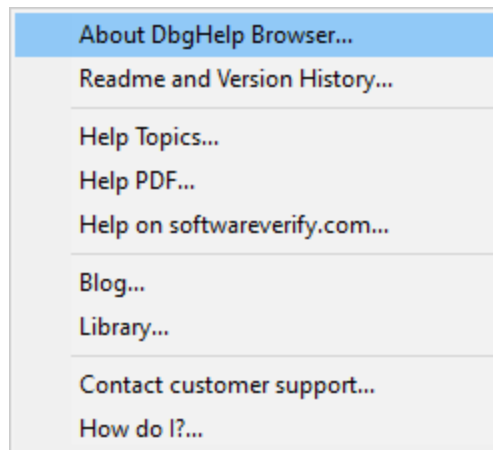 About DbgHelp Browser...
Readme and Version History...
Help Topics...
Help PDF...
Help on softwareverify.com...
Blog...
Library...
Contact customer support...
How do I?...